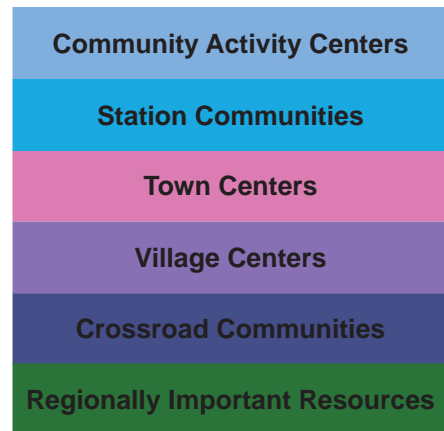 Community Activity Centers
Station Communities
Town Centers
Village Centers
Crossroad Communities
Regionally Important Resources